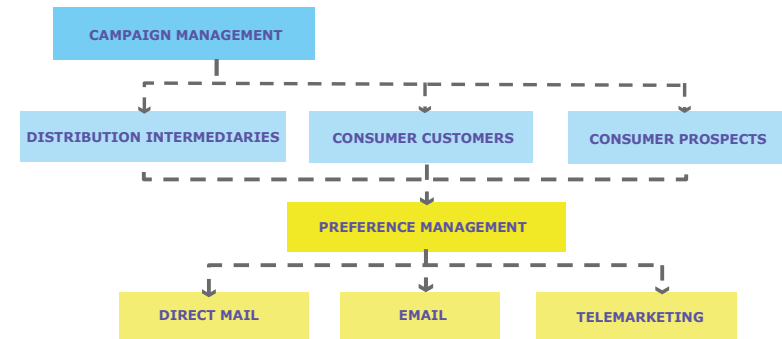 CAMPAIGN MANAGEMENT
DISTRIBUTION INTERMEDIARIES
CONSUMER CUSTOMERS
CONSUMER PROSPECTS
PREFERENCE MANAGEMENT
DIRECT MAIL
EMAIL
TELEMARKETING